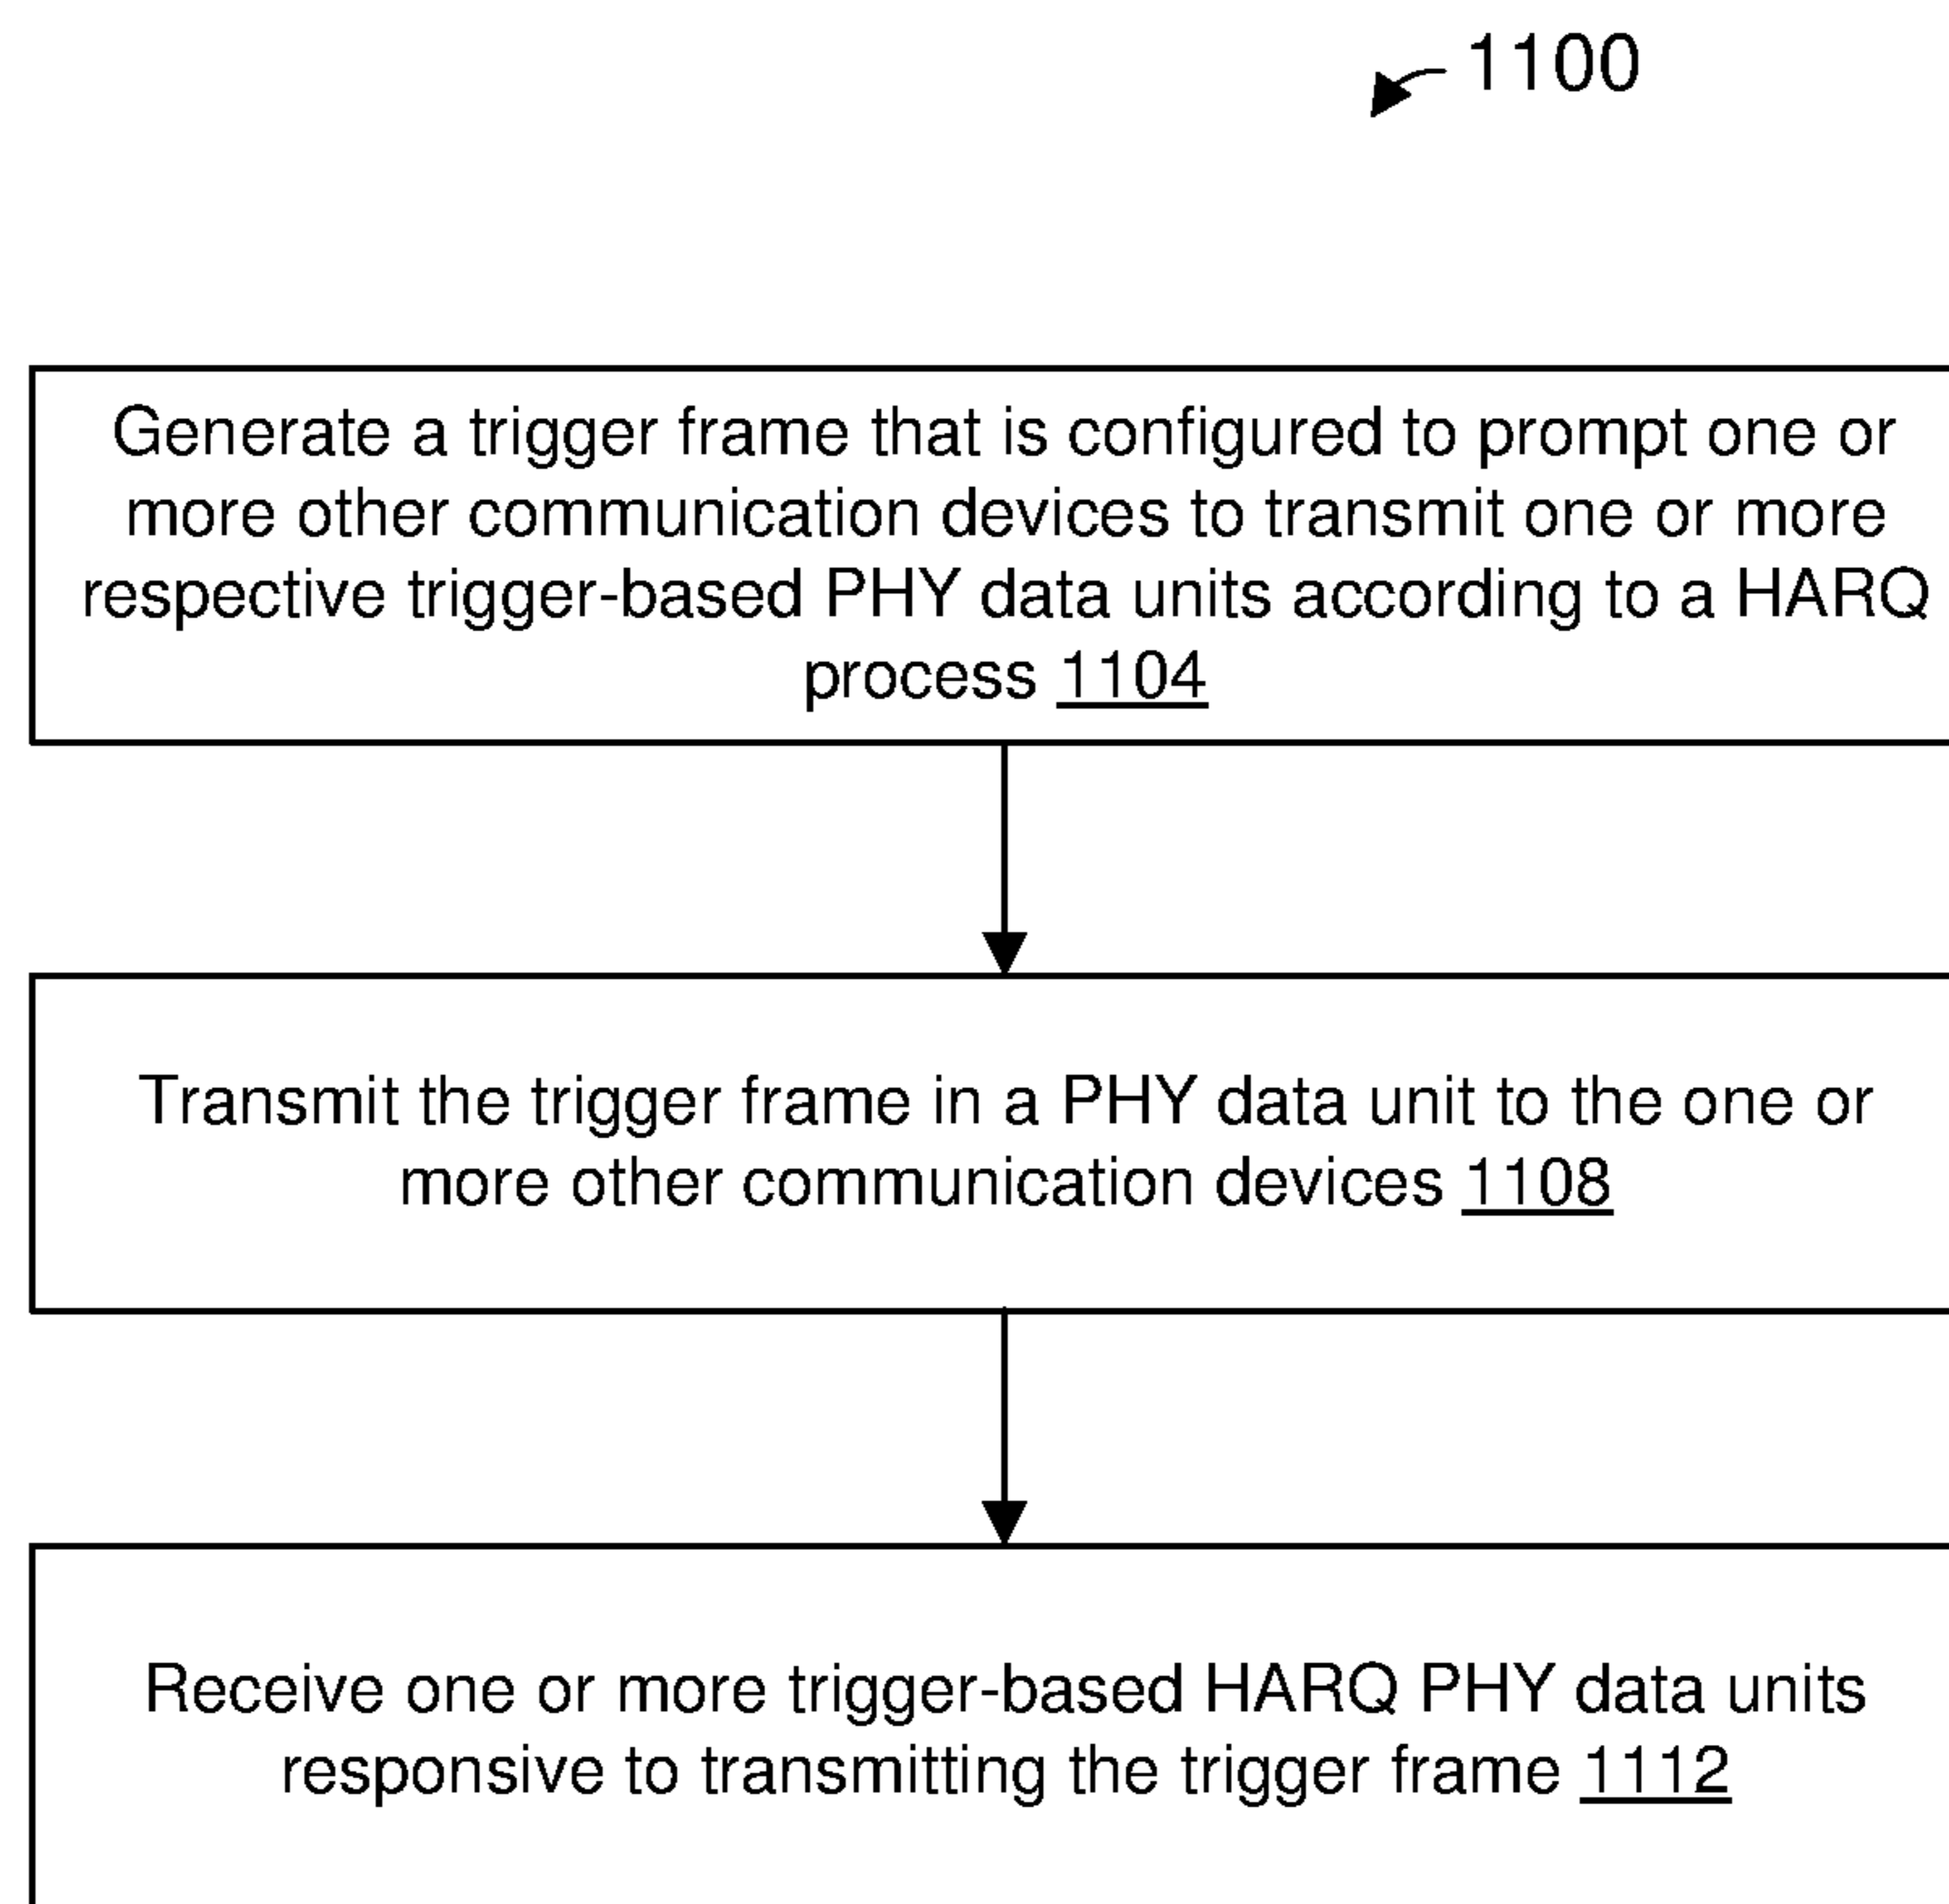 1100
Generate a trigger frame that is configured to prompt one or
more other communication devices to transmit one or more
respective trigger-based PHY data units according to a HARQ
process 1104
Transmit the trigger frame in a PHY data unit to the one or
more other communication devices 1108
Receive one or more trigger-based HARQ PHY data units
responsive to transmitting the trigger frame 1112